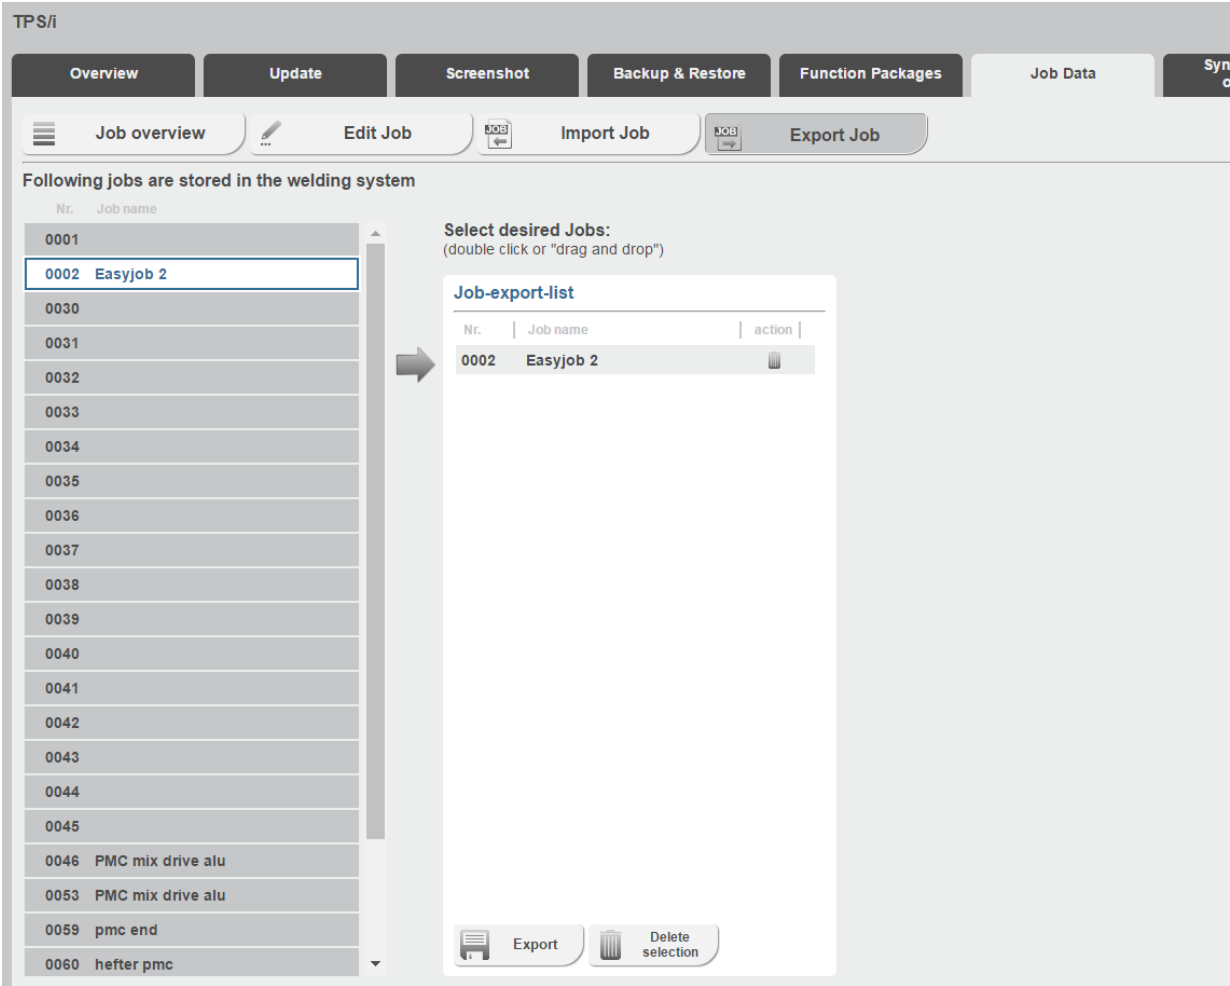 TPS/i
Overview
Update
Screenshot
Backup & Restore
Function Packages
Job Data
Syn
Job overview
Edit Job
JOB
Import Job
JOB
Export Job
Following jobs are stored in the welding system
Nr. Job name
0001
0002 Easyjob 2
0030
0031
0032
0033
0034
0035
0036
0037
0038
0039
0040
0041
0042
0043
0044
0045
0046 PMC mix drive alu
0053 PMC mix drive alu
0059 pmc end
0060 hefter pmc
Select desired Jobs:
(double click or "drag and drop")
Job-export-list
Nr. Job name action
0002 Easyjob 2
Export
Delete
selection